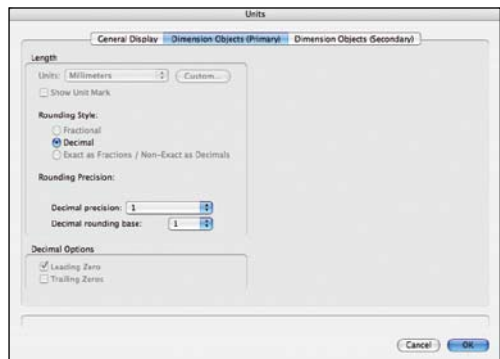 Units
General Display Dimension Objects (Primary) Dimension Objects (Secondary)
Length
Units: Millimeters Custom...
Show Unit Mark
Rounding Style:
Fractional
Decimal
Exact as Fractions / Non-Exact as Decimals
Rounding Precision:
Decimal precision: 1
Decimal rounding base: 1
Decimal Options
Leading Zero
Trailing Zeros
Cancel OK